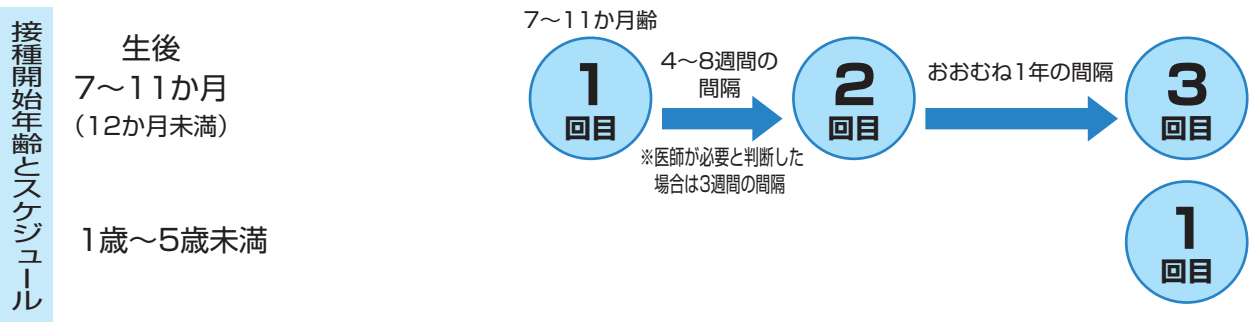 接種開始年齢とスケジュール
生後
7〜11か月
（12か月未満）
7〜11か月齢
1
回目
4〜8週間の
間隔
※医師が必要と判断した
場合は3週間の間隔
2
回目
おおむね1年の間隔
3
回目
1歳〜5歳未満
1
回目